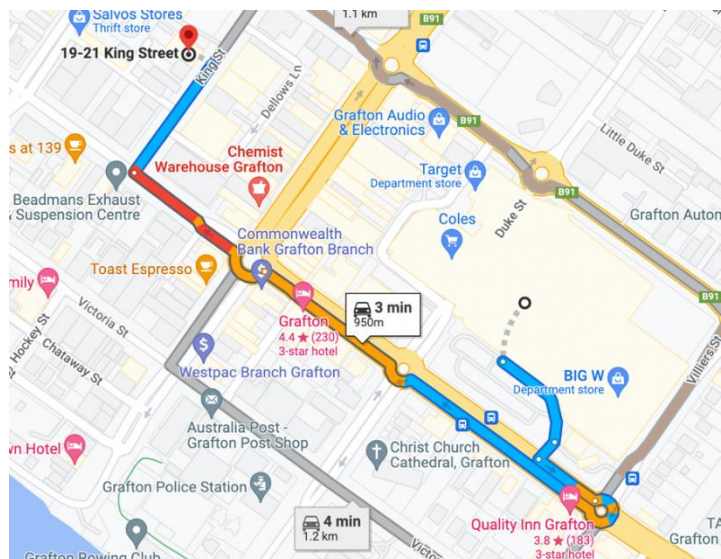 Salvos Stores
Thrift store
1.1 km
B91
19-21 King Street
King St
Dellows Ln
Grafton Audio
& Electronics
B91
Little Duke St
s at 139
Chemist
Warehouse Grafton
Target
Department store
B91
Beadmans Exhaust
& Suspension Centre
Duke St
Coles
Grafton Auton
Commonwealth
Bank Grafton Branch
Toast Espresso
mily
Victoria St
Grafton
4.4 ★ (230)
3-star hotel
3 min
950m
B91
Hockey St
Chataway St
Westpac Branch Grafton
Villiers St
BIG W
Department store
Australia Post -
Grafton Post Shop
Christ Church
Cathedral, Grafton
wn Hotel
Grafton Police Station
Quality Inn Grafton
3.8 ★ (183)
3-star hotel
4 min
1.2 km
TA
Grafton
Victo
Grafton Rowing Club